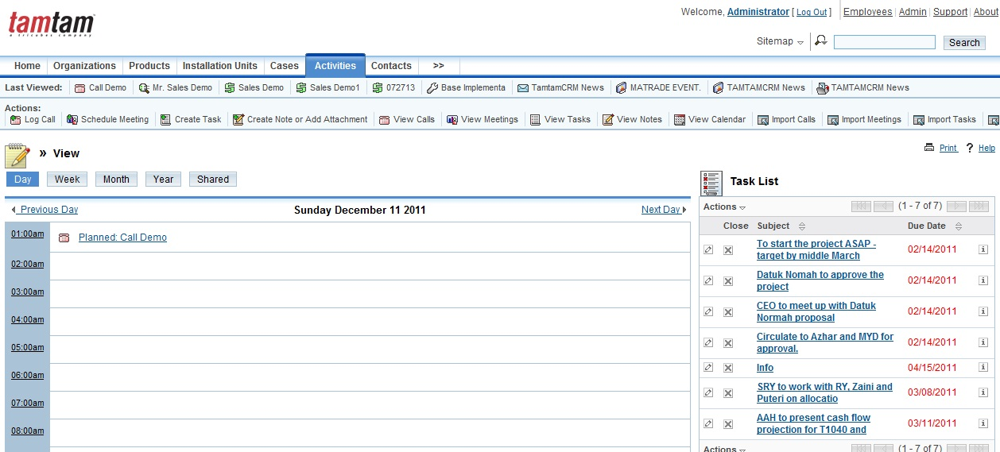 Welcome, Administrator [ Log Out ] Employees | Admin | Support | About
tamtam
a tricubes company
Sitemap
Search
Home Organizations Products Installation Units Cases Activities Contacts >>
Last Viewed: Call Demo Mr. Sales Demo Sales Demo Sales Demo1 072713 Base Implementa TamtamCRM News MATRADE EVENT. TAMTAMCRM News TAMTAMCRM News
Actions:
Log Call Schedule Meeting Create Task Create Note or Add Attachment View Calls View Meetings View Tasks View Notes View Calendar Import Calls Import Meetings Import Tasks
» View
Print ? Help
Day Week Month Year Shared
Previous Day Sunday December 11 2011 Next Day
01:00am Planned: Call Demo
02:00am
03:00am
04:00am
05:00am
06:00am
07:00am
08:00am
Task List
Actions (1 - 7 of 7)
Close Subject Due Date
To start the project ASAP - 02/14/2011
target by middle March
Datuk Nomah to approve the 02/14/2011
project
CEO to meet up with Datuk 02/14/2011
Normah proposal
Circulate to Azhar and MYD for 02/14/2011
approval.
Info 04/15/2011
SRY to work with RY, Zaini and 03/08/2011
Puteri on allocatio
AAH to present cash flow 03/11/2011
projection for T1040 and
Actions (1 - 7 of 7)